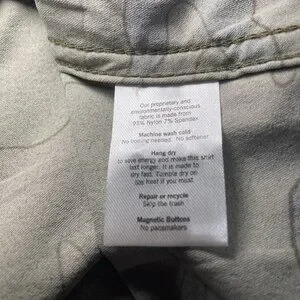 Our proprietary and
environmentally-conscious
fabric is made from
93% Nylon 7% Spandex
Machine wash cold
No ironing needed. No softener
Hang dry
to save energy and make this shirt
last longer. It is made to
dry fast. Tumble dry on
low heat if you must.
Repair or recycle
Skip the trash
Magnetic Buttons
No pacemakers